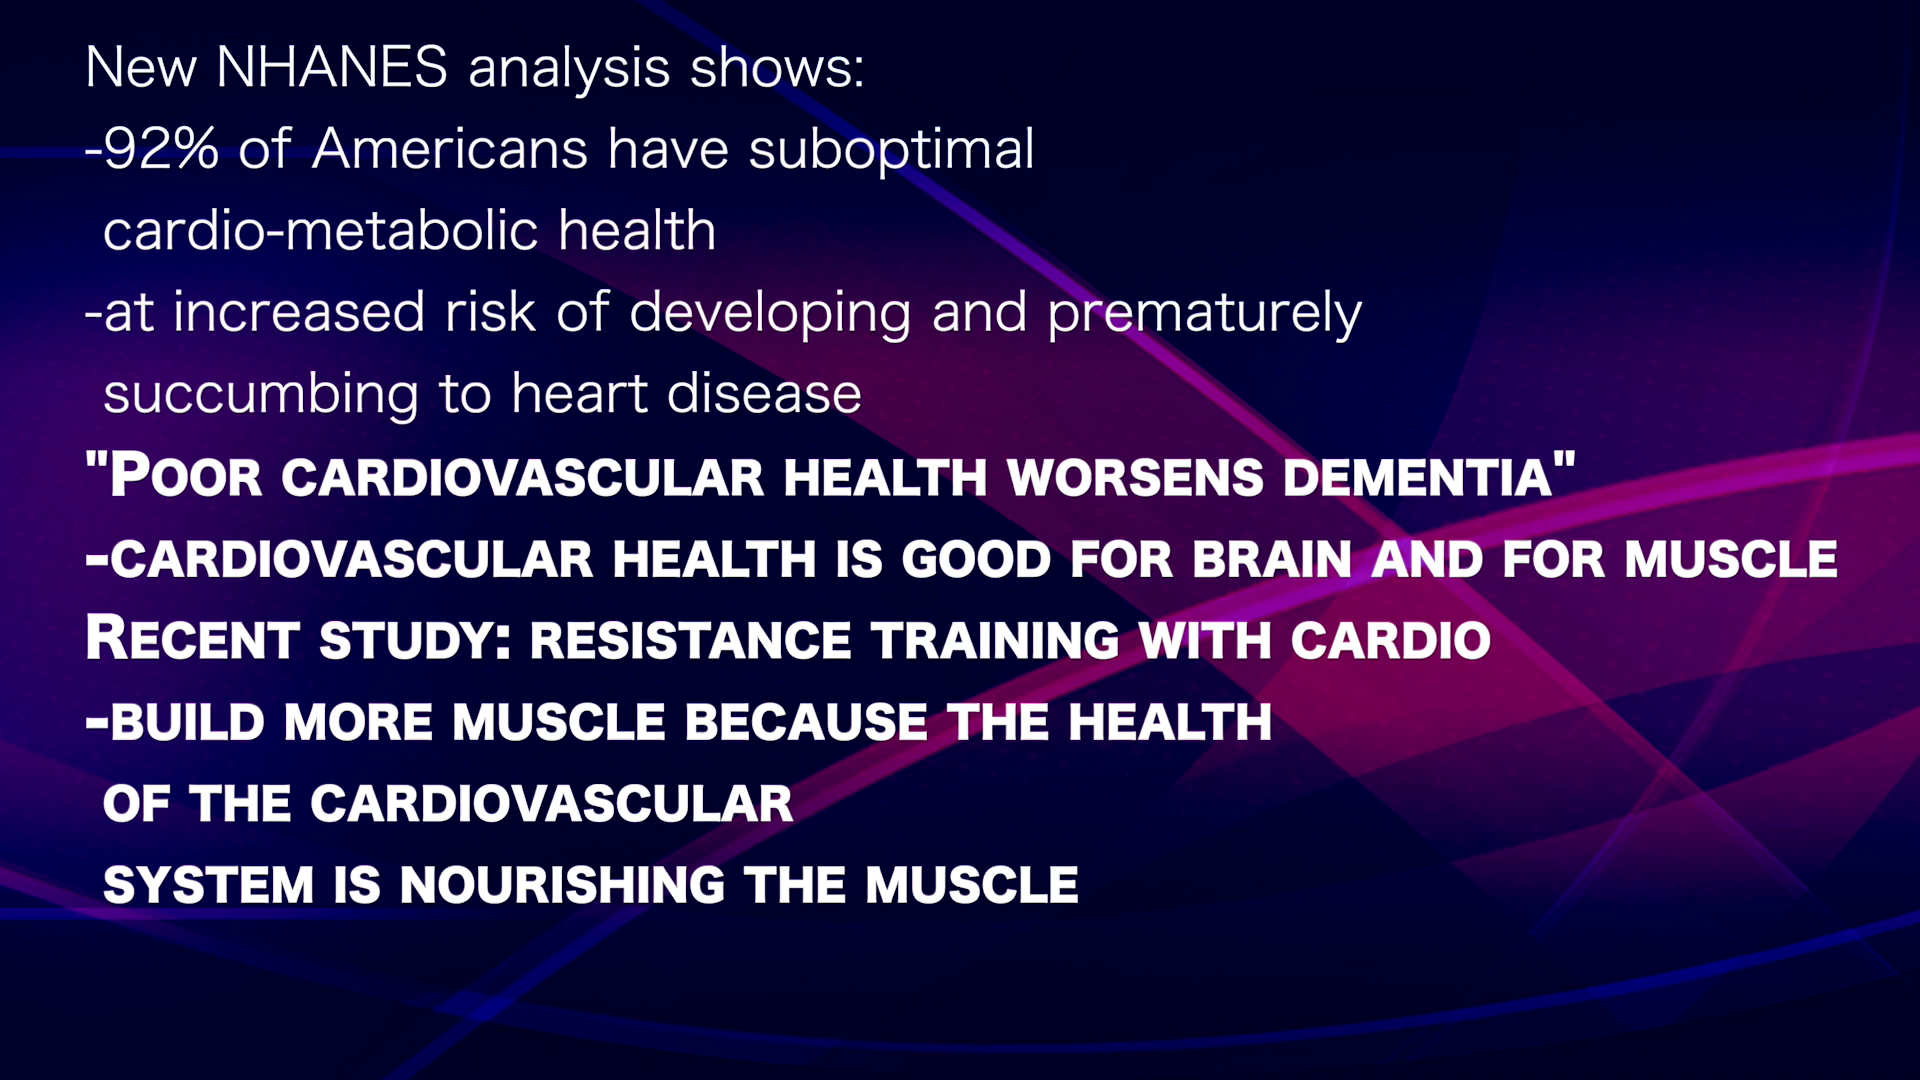 New NHANES analysis shows:
-92% of Americans have suboptimal
cardio-metabolic health
-at increased risk of developing and prematurely
succumbing to heart disease
"Poor cardiovascular health worsens dementia"
-cardiovascular health is good for brain and for muscle
Recent study: resistance training with cardio
-build more muscle because the health
of the cardiovascular
system is nourishing the muscle